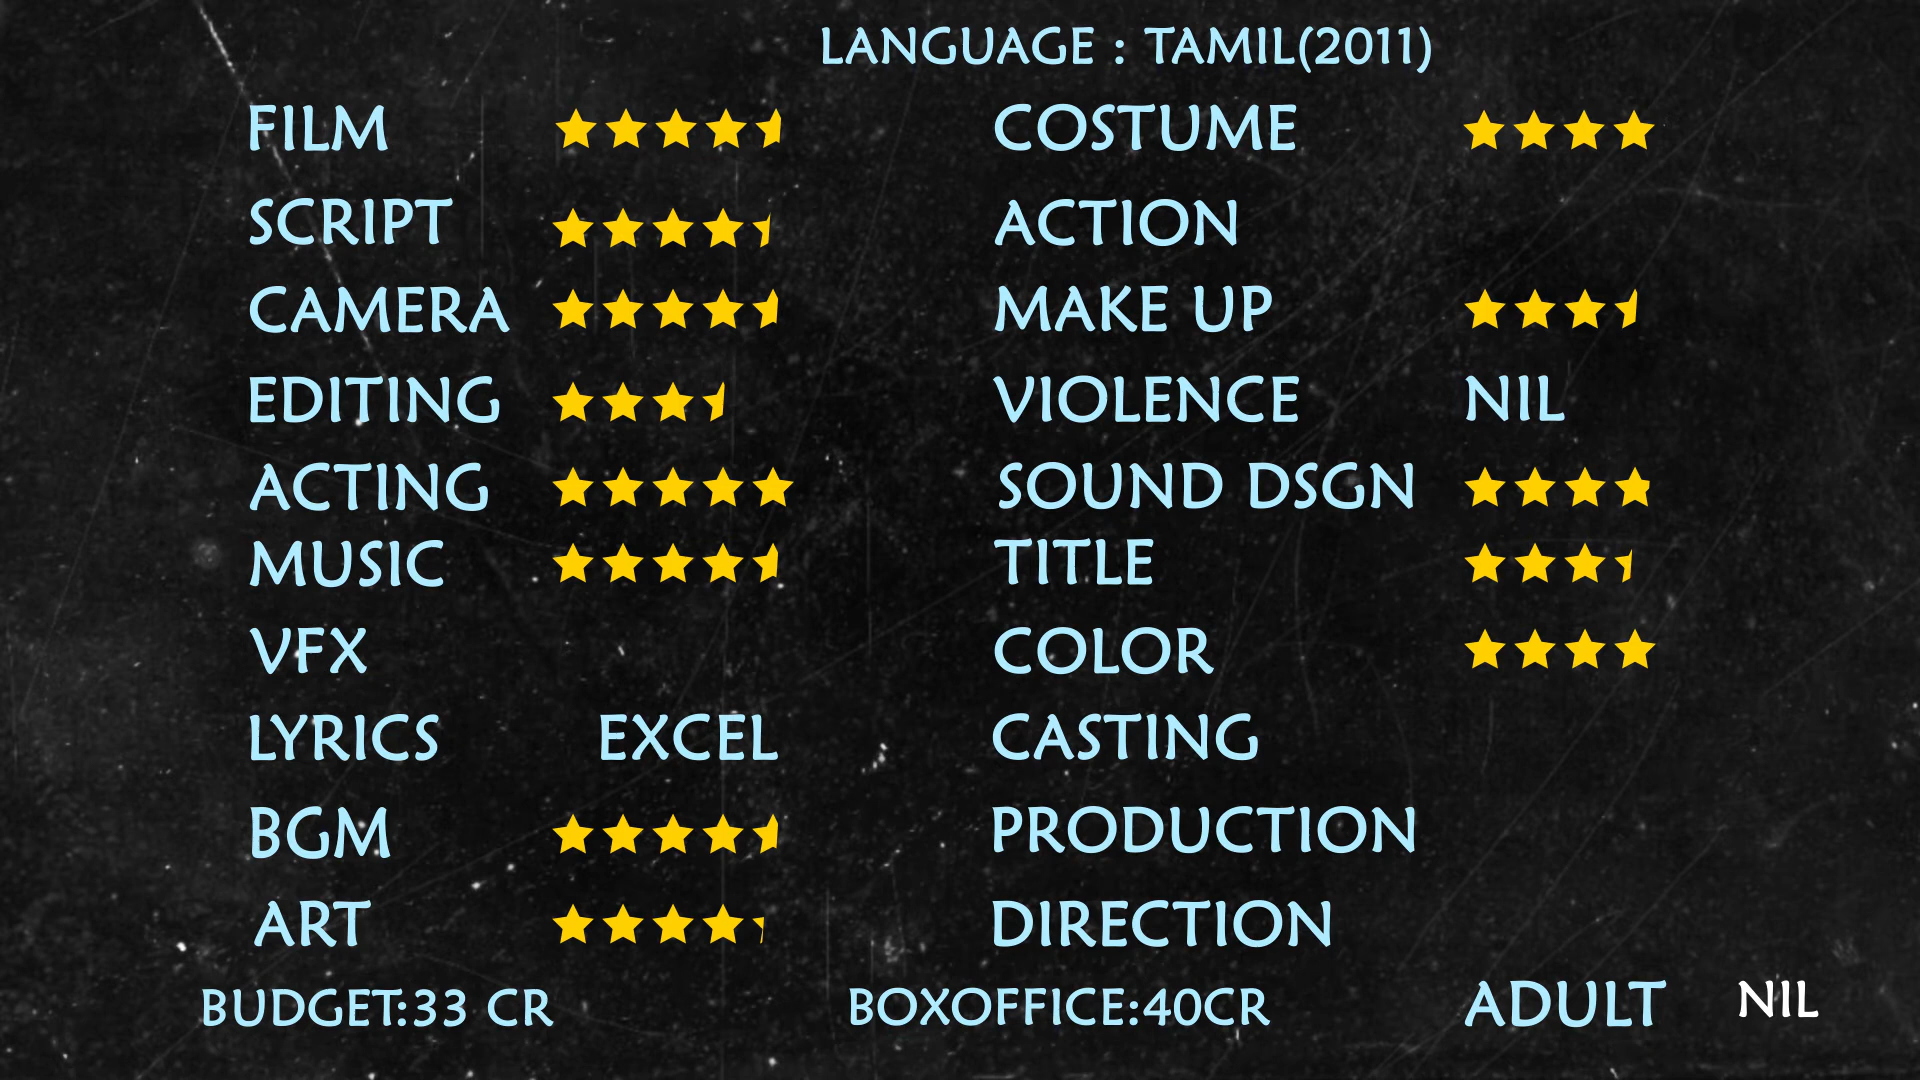 LANGUAGE : TAMIL(2011)
FILM
SCRIPT
CAMERA
EDITING
ACTING
MUSIC
VFX
LYRICS EXCEL
BGM
ART
COSTUME
ACTION
MAKE UP
VIOLENCE NIL
SOUND DSGN
TITLE
COLOR
CASTING
PRODUCTION
DIRECTION
BUDGET:33 CR
BOXOFFICE:40CR
ADULT NIL